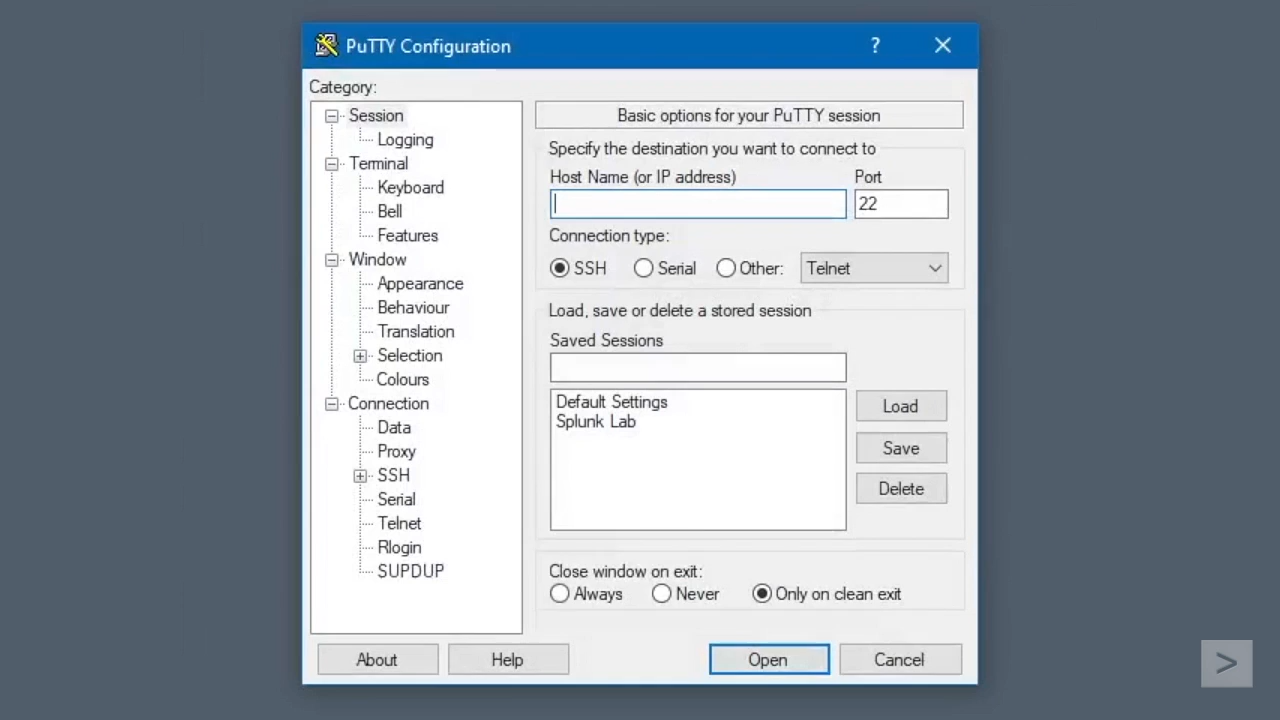 PuTTY Configuration
?
Category:
Session
Logging
Terminal
Keyboard
Bell
Features
Window
Appearance
Behaviour
Translation
Selection
Colours
Connection
Data
Proxy
SSH
Serial
Telnet
Rlogin
SUPDUP
Basic options for your PuTTY session
Specify the destination you want to connect to
Host Name (or IP address) Port
22
Connection type:
SSH Serial Other: Telnet
Load, save or delete a stored session
Saved Sessions
Default Settings
Splunk Lab
Load
Save
Delete
Close window on exit:
Always Never Only on clean exit
About Help Open Cancel
>